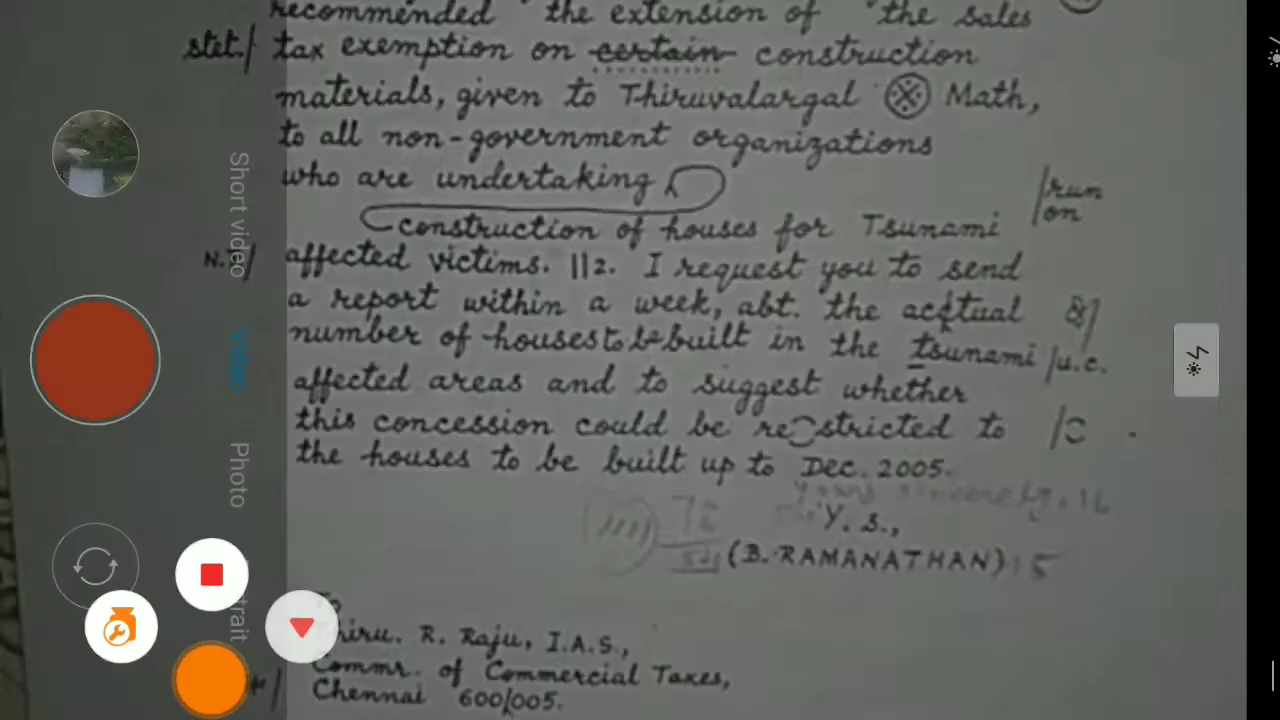 recommended the extension of the sales
stet/ tax exemption on certain construction
materials, given to Thiruvalargal Math,
to all non-government organizations
who are undertaking /run on
construction of houses for Tsunami
affected victims. ||2. I request you to send
a report within a week, abt. the acctual
number of houses to be built in the tsunami /u.c.
affected areas and to suggest whether
this concession could be restricted to
the houses to be built up to Dec. 2005.
Yours sincerely,
Y. S.,
(B. RAMANATHAN)
R. Raju, I.A.S.,
Commr. of Commercial Taxes,
Chennai 600/005.
Short video
Video
Photo